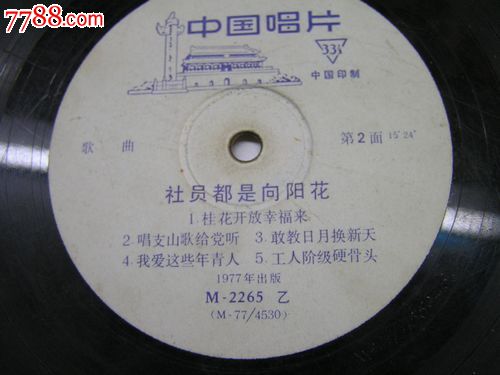 7788.com
中国唱片
33⅓
中国印制
歌 曲
第2面 15′24″
社员都是向阳花
1.桂花开放幸福来
2.唱支山歌给党听 3.敢教日月换新天
4.我爱这些年青人 5.工人阶级硬骨头
1977年出版
M-2265 乙
(M-77/4530)